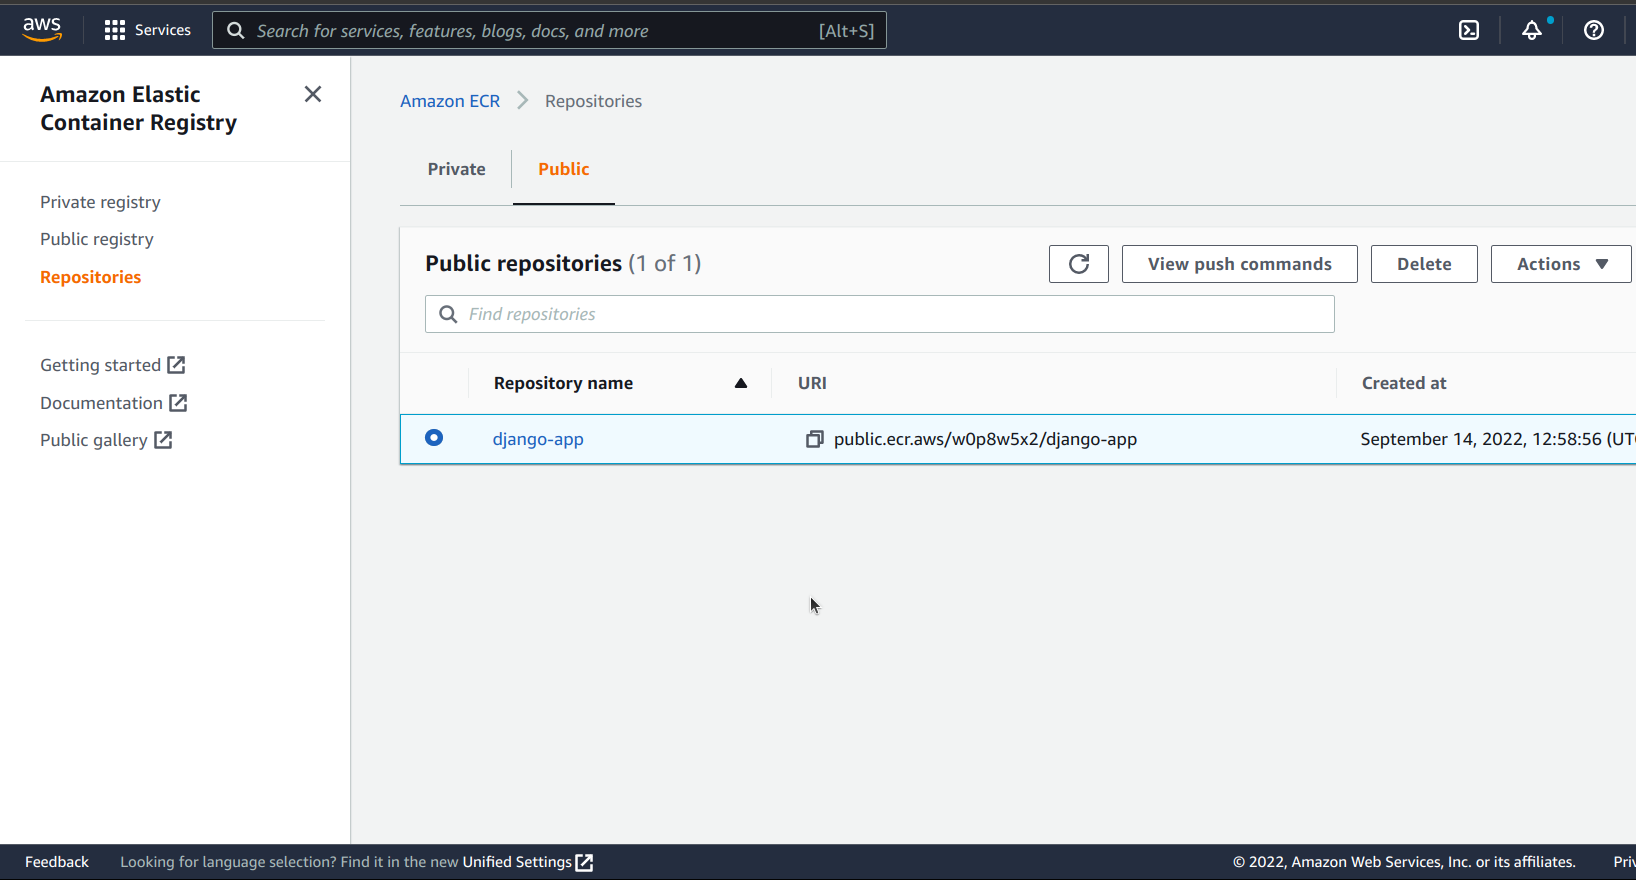 aws
Services
Search for services, features, blogs, docs, and more [Alt+S]
Amazon Elastic
Container Registry
Private registry
Public registry
Repositories
Getting started
Documentation
Public gallery
Amazon ECR Repositories
Private Public
Public repositories (1 of 1)
View push commands Delete Actions
Find repositories
Repository name URI Created at
django-app public.ecr.aws/w0p8w5x2/django-app September 14, 2022, 12:58:56
Feedback Looking for language selection? Find it in the new Unified Settings © 2022, Amazon Web Services, Inc. or its affiliates.